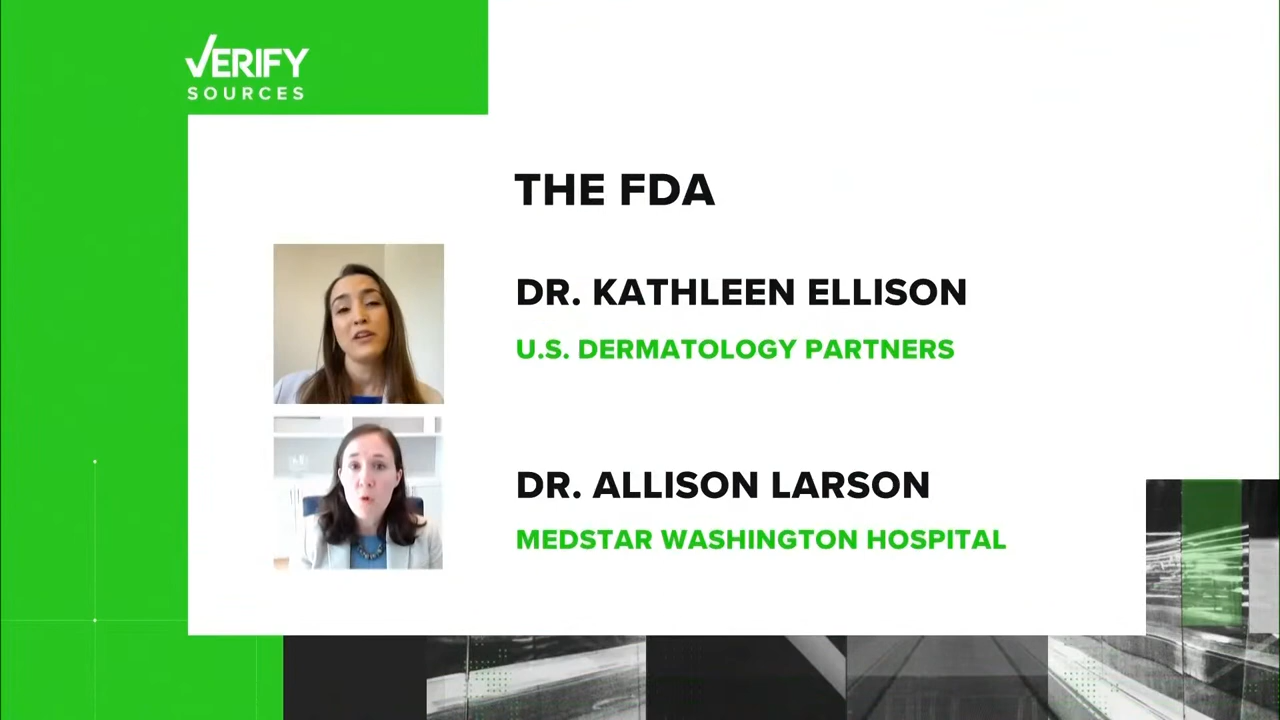 VERIFY
SOURCES
THE FDA
DR. KATHLEEN ELLISON
U.S. DERMATOLOGY PARTNERS
DR. ALLISON LARSON
MEDSTAR WASHINGTON HOSPITAL